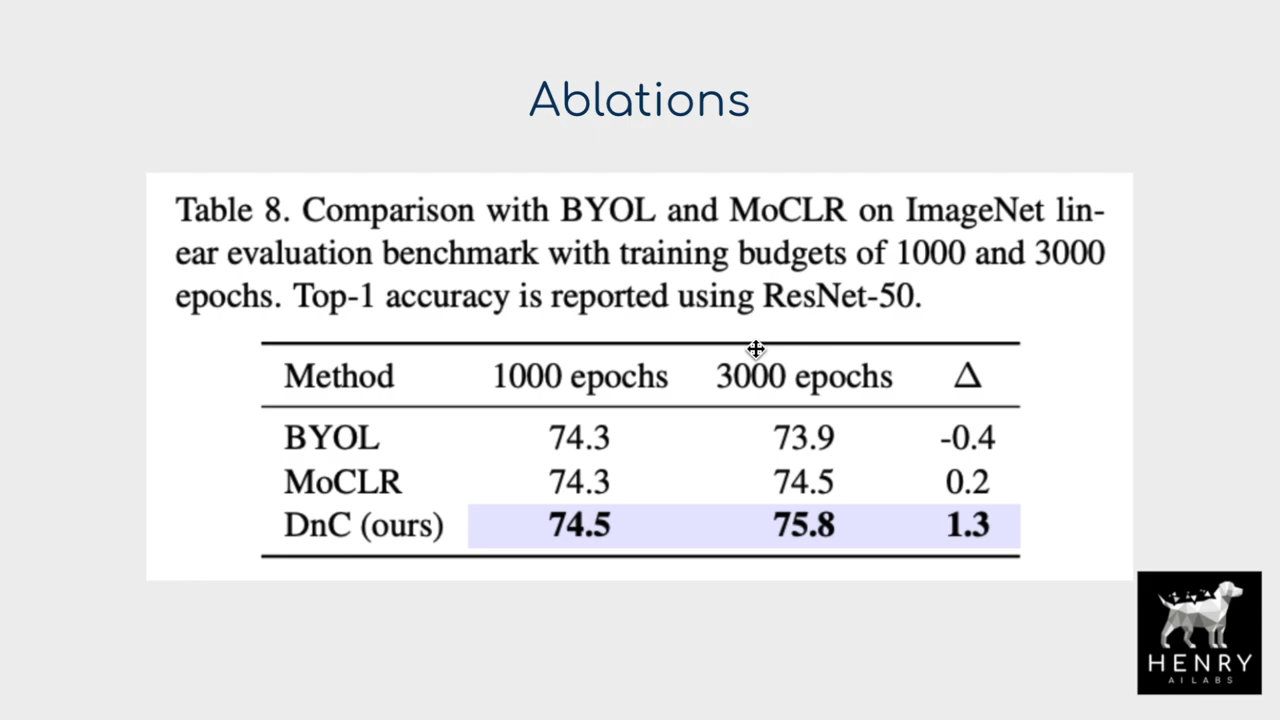 Ablations
Table 8. Comparison with BYOL and MoCLR on ImageNet lin-
ear evaluation benchmark with training budgets of 1000 and 3000
epochs. Top-1 accuracy is reported using ResNet-50.
Method 1000 epochs 3000 epochs Δ
BYOL 74.3 73.9 -0.4
MoCLR 74.3 74.5 0.2
DnC (ours) 74.5 75.8 1.3
HENRY
AI LABS